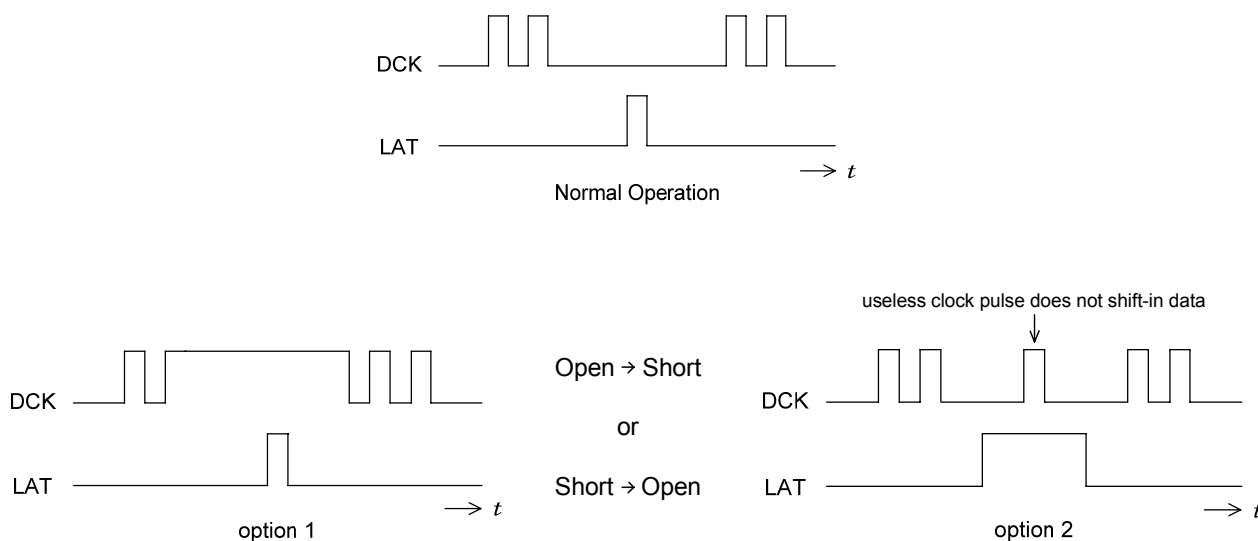 DCK
LAT
t
Normal Operation
useless clock pulse does not shift-in data
DCK
LAT
t
option 1
Open → Short
or
Short → Open
DCK
LAT
t
option 2